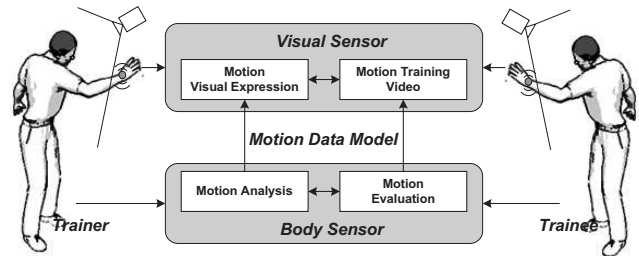 Visual Sensor
Motion
Visual Expression
Motion Training
Video
Motion Data Model
Motion Analysis
Motion
Evaluation
Trainer
Trainee
Body Sensor